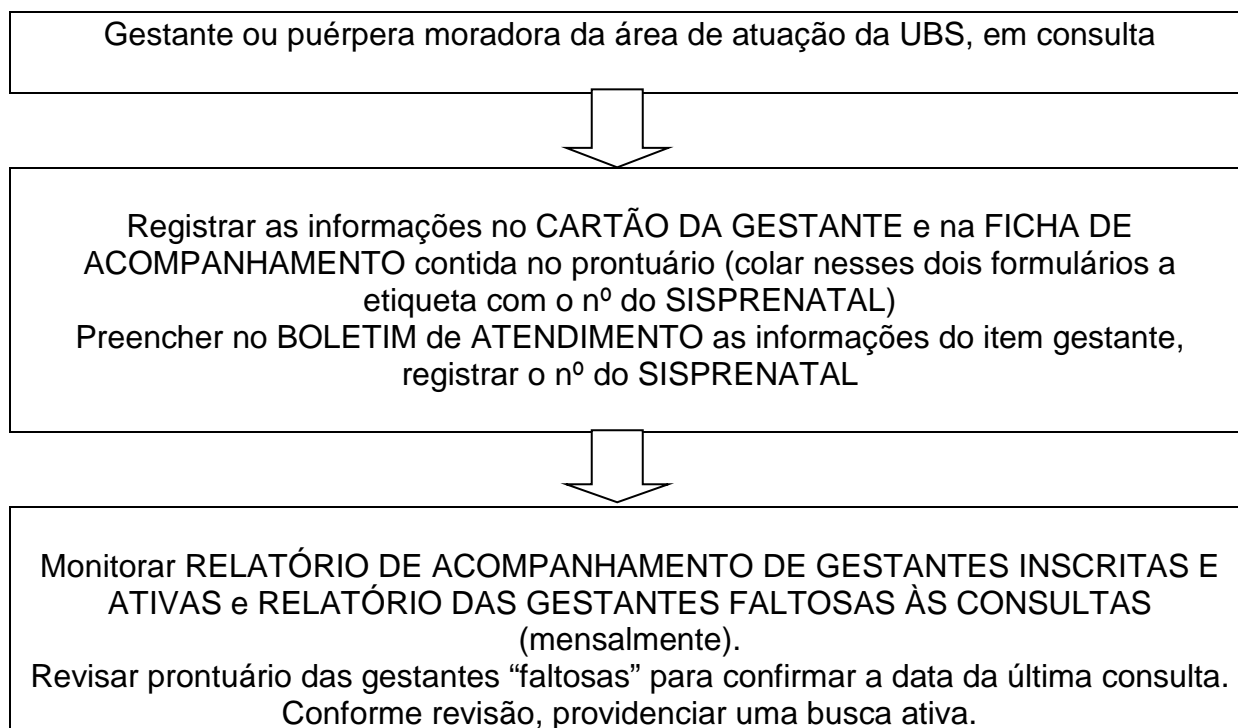 Gestante ou puérpera moradora da área de atuação da UBS, em consulta
Registrar as informações no CARTÃO DA GESTANTE e na FICHA DE
ACOMPANHAMENTO contida no prontuário (colar nesses dois formulários a
etiqueta com o nº do SISPRENATAL)
Preencher no BOLETIM de ATENDIMENTO as informações do item gestante,
registrar o nº do SISPRENATAL
Monitorar RELATÓRIO DE ACOMPANHAMENTO DE GESTANTES INSCRITAS E
ATIVAS e RELATÓRIO DAS GESTANTES FALTOSAS ÀS CONSULTAS
(mensalmente).
Revisar prontuário das gestantes “faltosas” para confirmar a data da última consulta.
Conforme revisão, providenciar uma busca ativa.